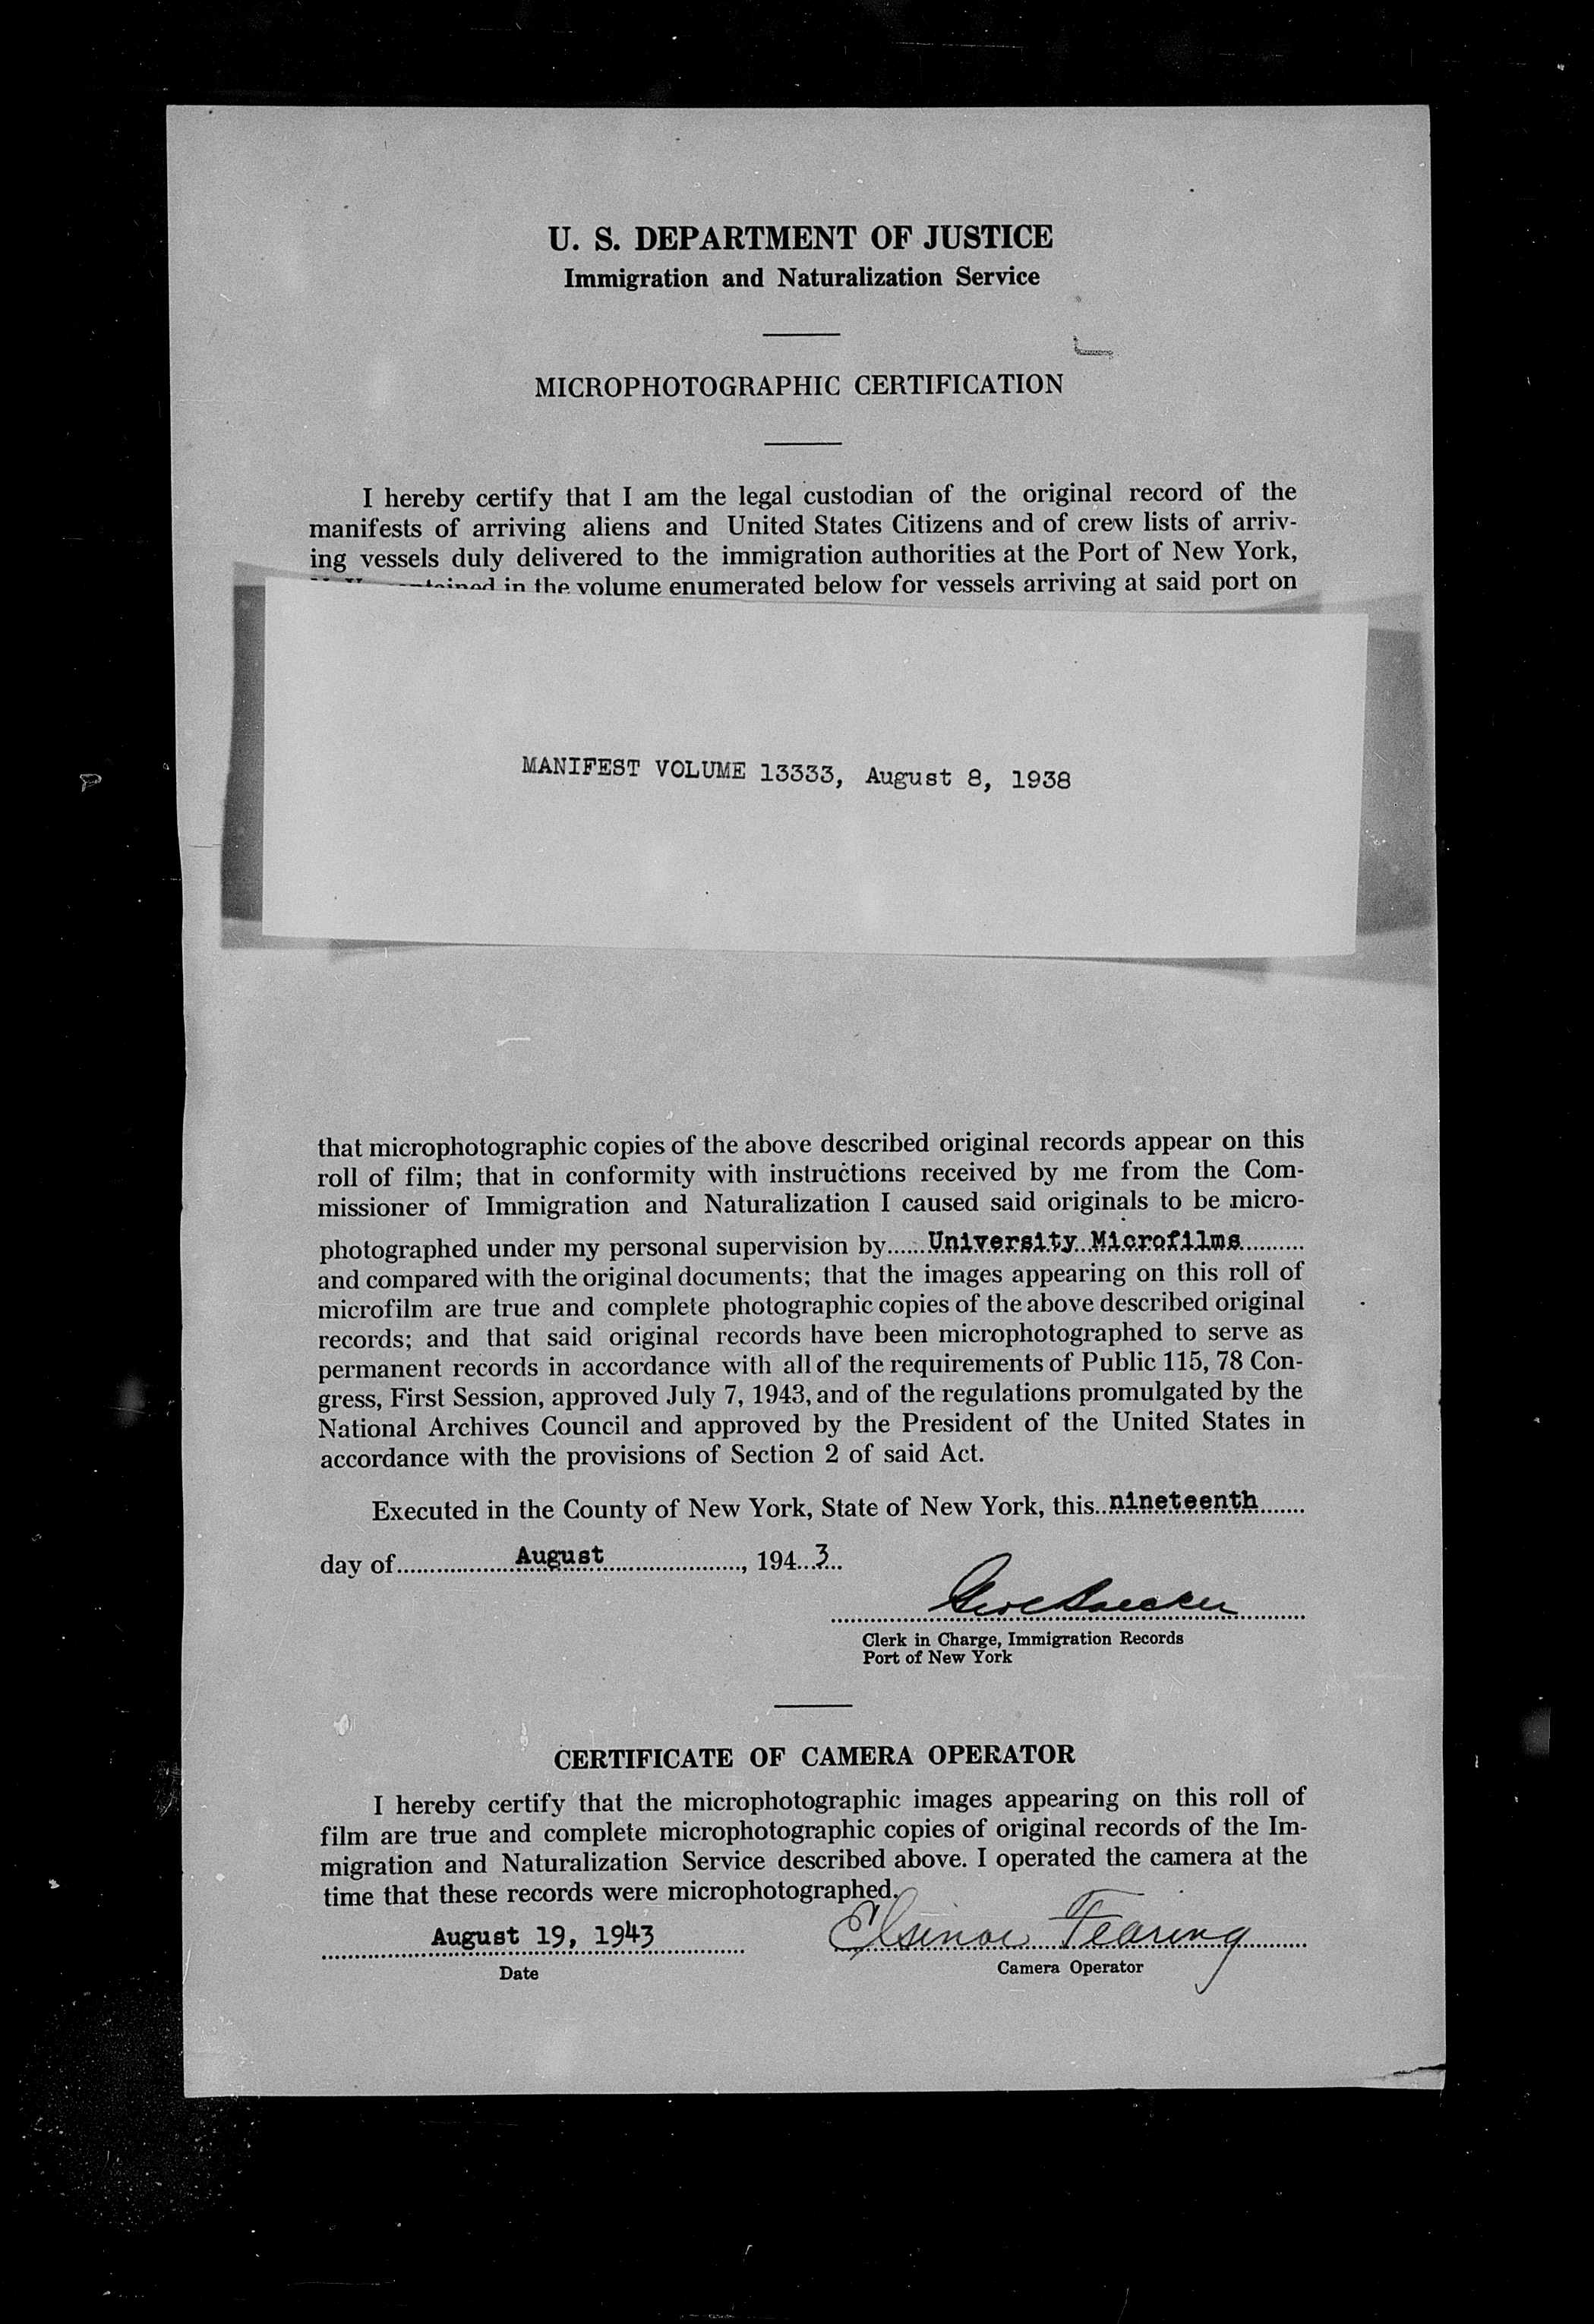 U. S. DEPARTMENT OF JUSTICE
Immigration and Naturalization Service
MICROPHOTOGRAPHIC CERTIFICATION
I hereby certify that I am the legal custodian of the original record of the
manifests of arriving aliens and United States Citizens and of crew lists of arriv-
ing vessels duly delivered to the immigration authorities at the Port of New York,
in the volume enumerated below for vessels arriving at said port on
MANIFEST VOLUME 13333, August 8, 1938
that microphotographic copies of the above described original records appear on this
roll of film; that in conformity with instructions received by me from the Com-
missioner of Immigration and Naturalization I caused said originals to be micro-
photographed under my personal supervision by University Microfilms
and compared with the original documents; that the images appearing on this roll of
microfilm are true and complete photographic copies of the above described original
records; and that said original records have been microphotographed to serve as
permanent records in accordance with all of the requirements of Public 115, 78 Con-
gress, First Session, approved July 7, 1943, and of the regulations promulgated by the
National Archives Council and approved by the President of the United States in
accordance with the provisions of Section 2 of said Act.
Executed in the County of New York, State of New York, this nineteenth
day of August, 1943
Clerk in Charge, Immigration Records
Port of New York
CERTIFICATE OF CAMERA OPERATOR
I hereby certify that the microphotographic images appearing on this roll of
film are true and complete microphotographic copies of original records of the Im-
migration and Naturalization Service described above. I operated the camera at the
time that these records were microphotographed.
August 19, 1943 Elsinoe Fearing
Date Camera Operator